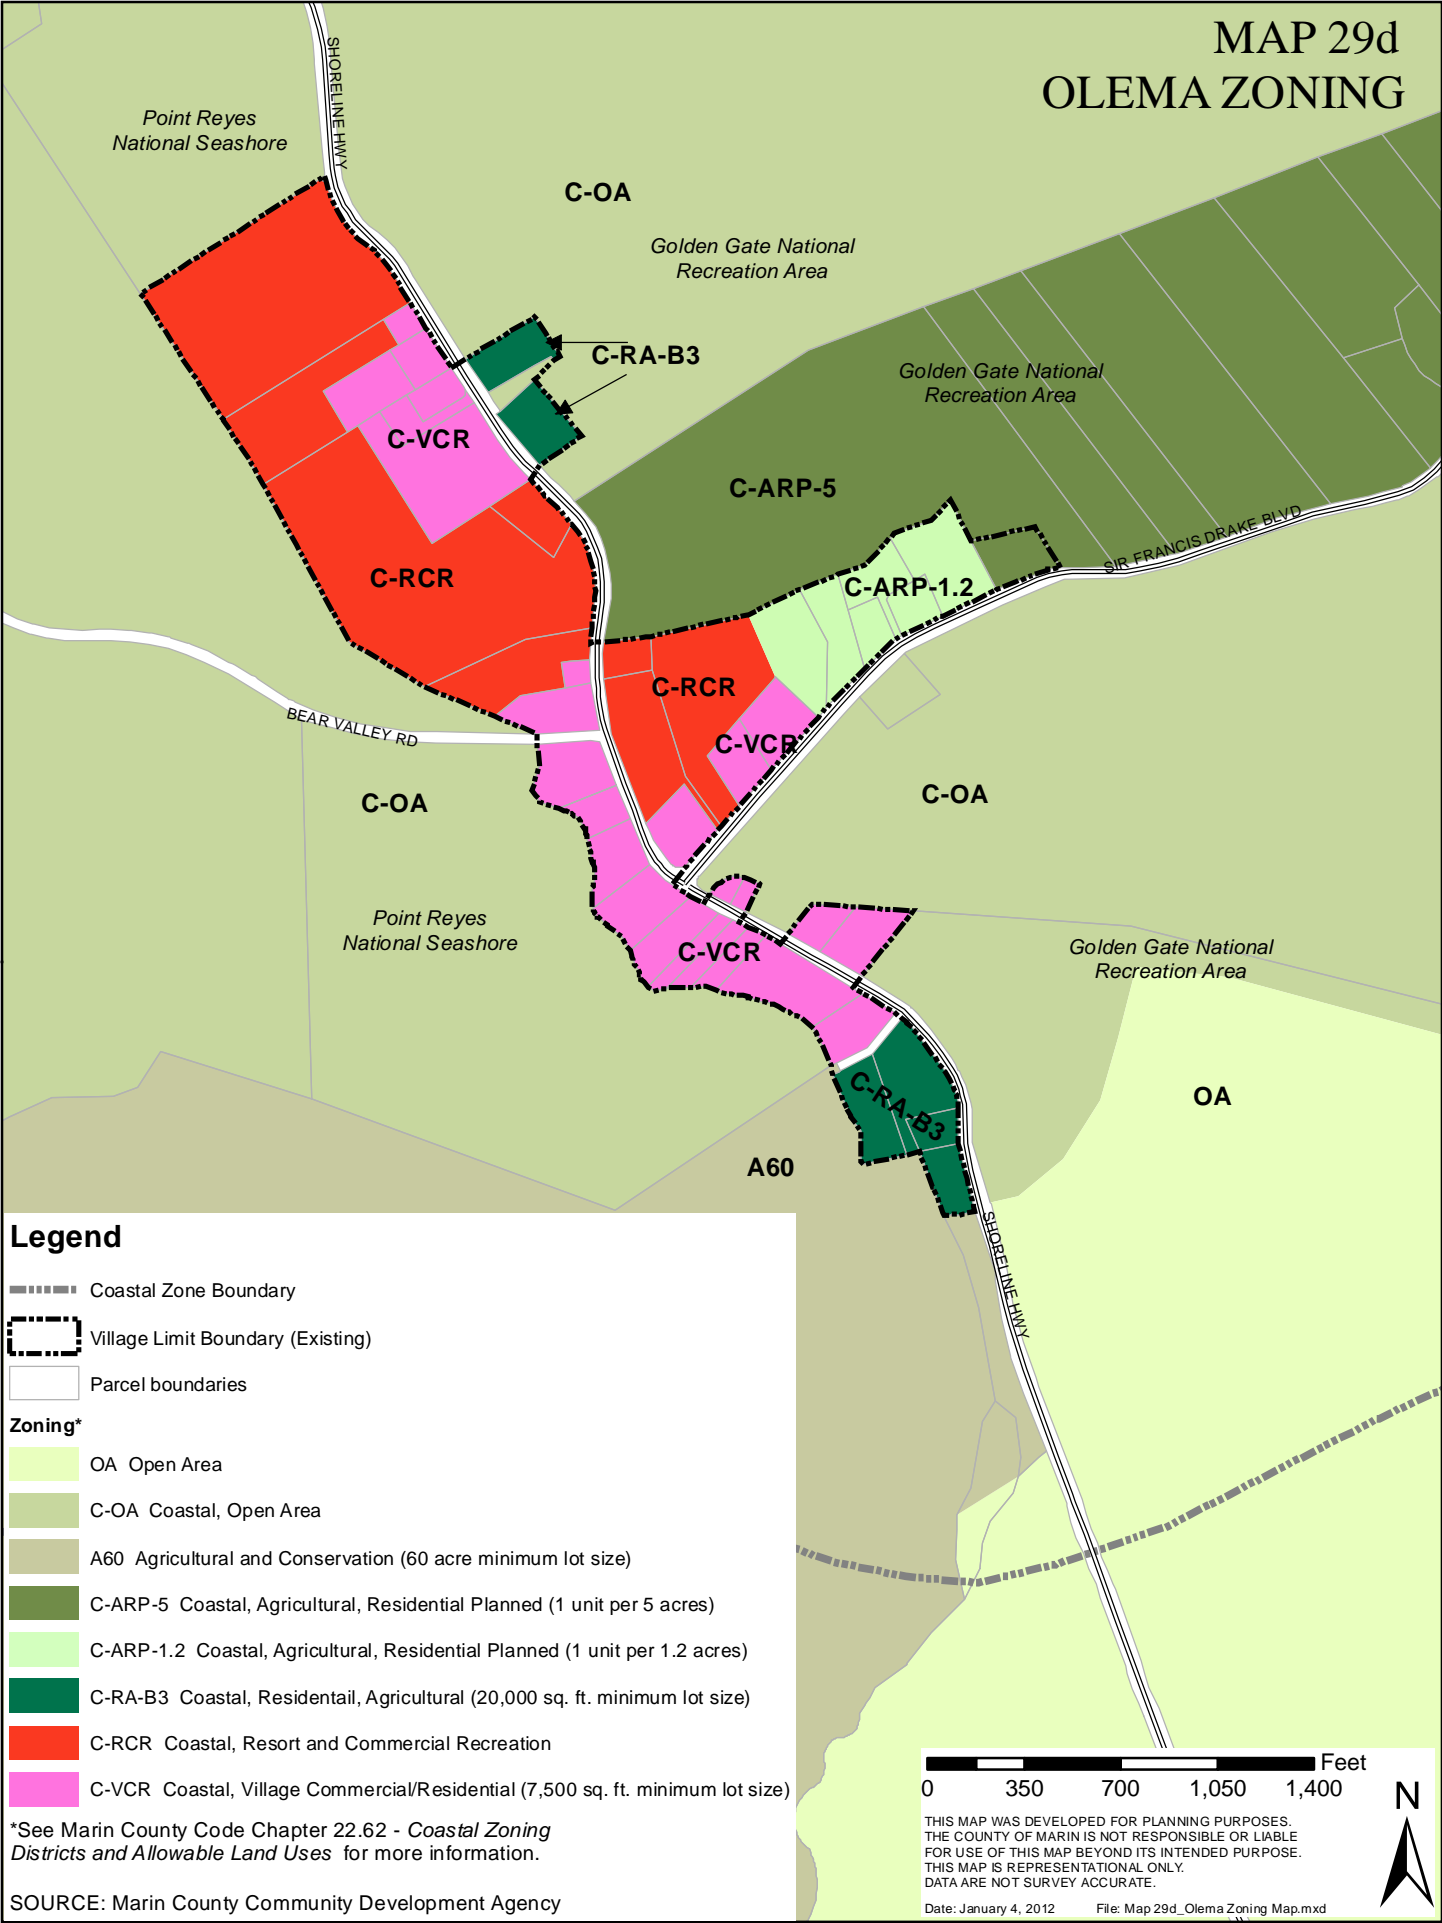 MAP 29d
OLEMA ZONING
SHORELINE HWY
Point Reyes
National Seashore
C-OA
Golden Gate National
Recreation Area
C-RA-B3
Golden Gate National
Recreation Area
C-VCR
C-ARP-5
SIR FRANCIS DRAKE BLVD
C-RCR
C-ARP-1.2
C-RCR
BEAR VALLEY RD
C-VCR
C-OA
C-OA
Point Reyes
National Seashore
C-VCR
Golden Gate National
Recreation Area
C-RA-B3
OA
A60
SHORELINE HWY
Legend
Coastal Zone Boundary
Village Limit Boundary (Existing)
Parcel boundaries
Zoning*
OA Open Area
C-OA Coastal, Open Area
A60 Agricultural and Conservation (60 acre minimum lot size)
C-ARP-5 Coastal, Agricultural, Residential Planned (1 unit per 5 acres)
C-ARP-1.2 Coastal, Agricultural, Residential Planned (1 unit per 1.2 acres)
C-RA-B3 Coastal, Residentail, Agricultural (20,000 sq. ft. minimum lot size)
C-RCR Coastal, Resort and Commercial Recreation
C-VCR Coastal, Village Commercial/Residential (7,500 sq. ft. minimum lot size)
*See Marin County Code Chapter 22.62 - Coastal Zoning
Districts and Allowable Land Uses for more information.
SOURCE: Marin County Community Development Agency
Feet
0 350 700 1,050 1,400
N
THIS MAP WAS DEVELOPED FOR PLANNING PURPOSES.
THE COUNTY OF MARIN IS NOT RESPONSIBLE OR LIABLE
FOR USE OF THIS MAP BEYOND ITS INTENDED PURPOSE.
THIS MAP IS REPRESENTATIONAL ONLY.
DATA ARE NOT SURVEY ACCURATE.
Date: January 4, 2012 File: Map 29d_Olema Zoning Map.mxd